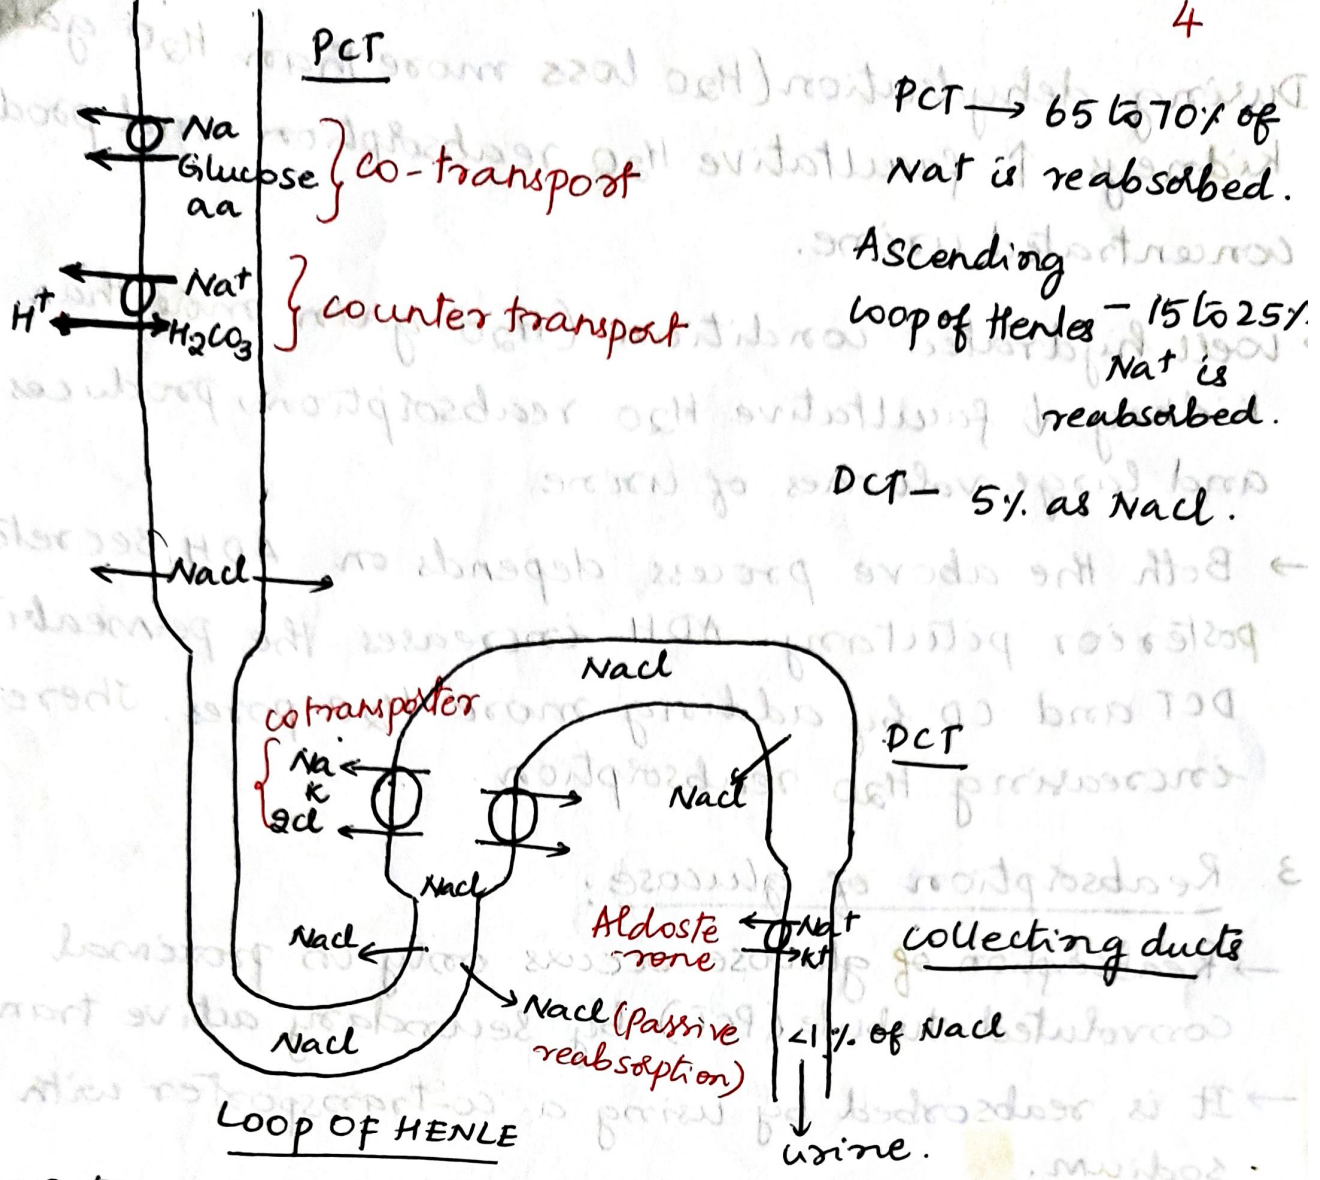 4
PCT
Na
Glucose
aa
} co-transport
Na+
H+
H2CO3
} counter transport
PCT → 65 to 70% of
Na+ is reabsorbed.
Ascending
loop of Henles - 15 to 25%
Na+ is
reabsorbed.
DCT - 5% as Nacl.
Nacl
Nacl
cotransporter
Na
K
2cl
Nacl
DCT
Nacl
Nacl
Aldoste
rone
Na+
K+
collecting ducts
Nacl (passive
reabsorption)
Nacl
<1% of Nacl
LOOP OF HENLE
urine.